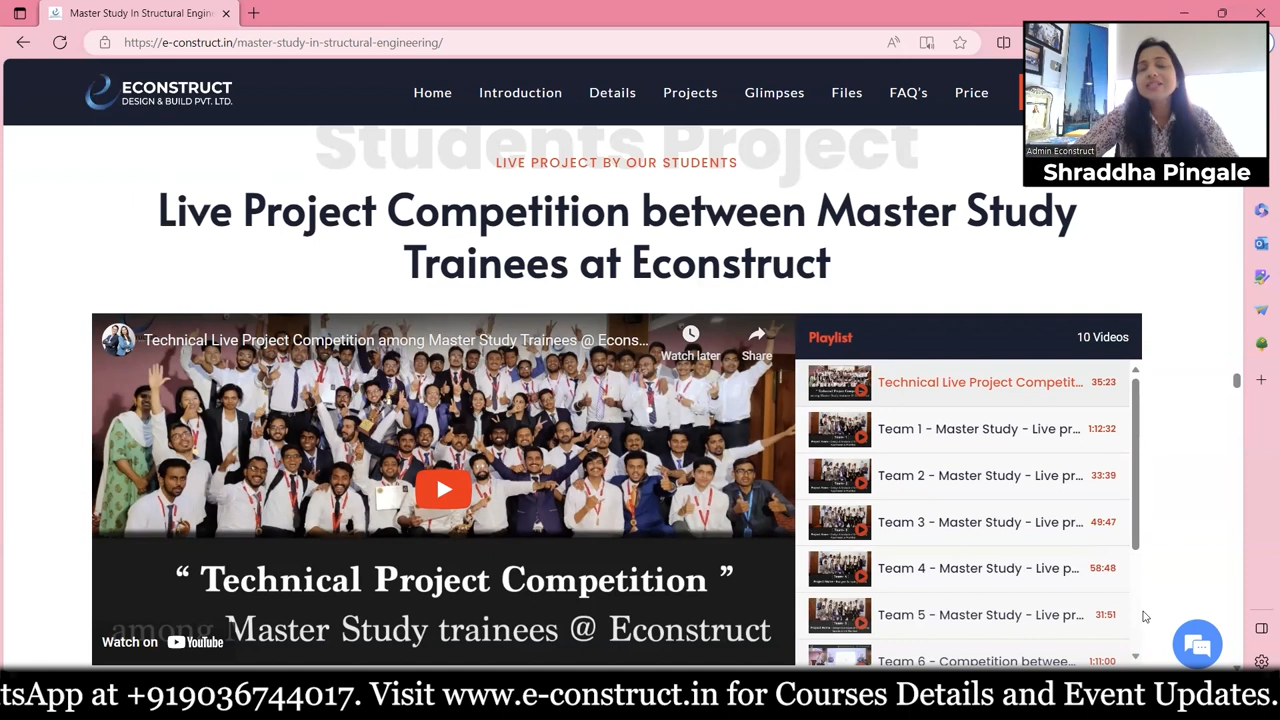 Master Study In Structural Engin
https://e-construct.in/master-study-in-structural-engineering/
ECONSTRUCT
DESIGN & BUILD PVT. LTD.
Home Introduction Details Projects Glimpses Files FAQ's Price
Admin Econstruct
Shraddha Pingale
Students Project
LIVE PROJECT BY OUR STUDENTS
Live Project Competition between Master Study
Trainees at Econstruct
Technical Live Project Competition among Master Study Trainees @ Econs...
Watch later
Share
“ Technical Project Competition ”
among Master Study trainees @ Econstruct
Watch on YouTube
Playlist
10 Videos
Technical Live Project Competit... 35:23
Team 1 - Master Study - Live pr... 1:12:32
Team 2 - Master Study - Live pr... 33:39
Team 3 - Master Study - Live pr... 49:47
Team 4 - Master Study - Live p... 58:48
Team 5 - Master Study - Live pr... 31:51
Team 6 - Competition betwee... 1:11:00
tsApp at +919036744017. Visit www.e-construct.in for Courses Details and Event Updates.